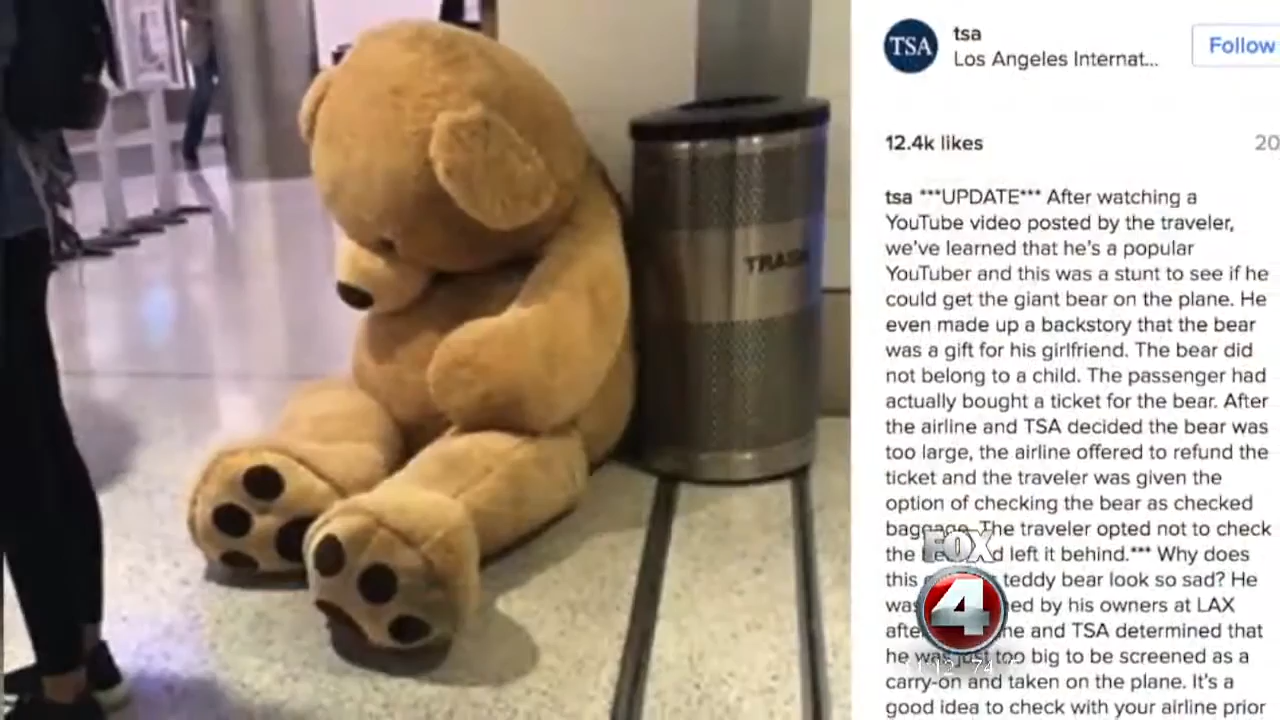 TSA
tsa
Follow
Los Angeles Internat...
12.4k likes
20
tsa ***UPDATE*** After watching a
YouTube video posted by the traveler,
we've learned that he's a popular
YouTuber and this was a stunt to see if he
could get the giant bear on the plane. He
even made up a backstory that the bear
was a gift for his girlfriend. The bear did
not belong to a child. The passenger had
actually bought a ticket for the bear. After
the airline and TSA decided the bear was
too large, the airline offered to refund the
ticket and the traveler was given the
option of checking the bear as checked
baggage. The traveler opted not to check
the left it behind.*** Why does
this teddy bear look so sad? He
was by his owners at LAX
and TSA determined that
he was just too big to be screened as a
carry-on and taken on the plane. It's a
good idea to check with your airline prior
TRASH
FOX
4